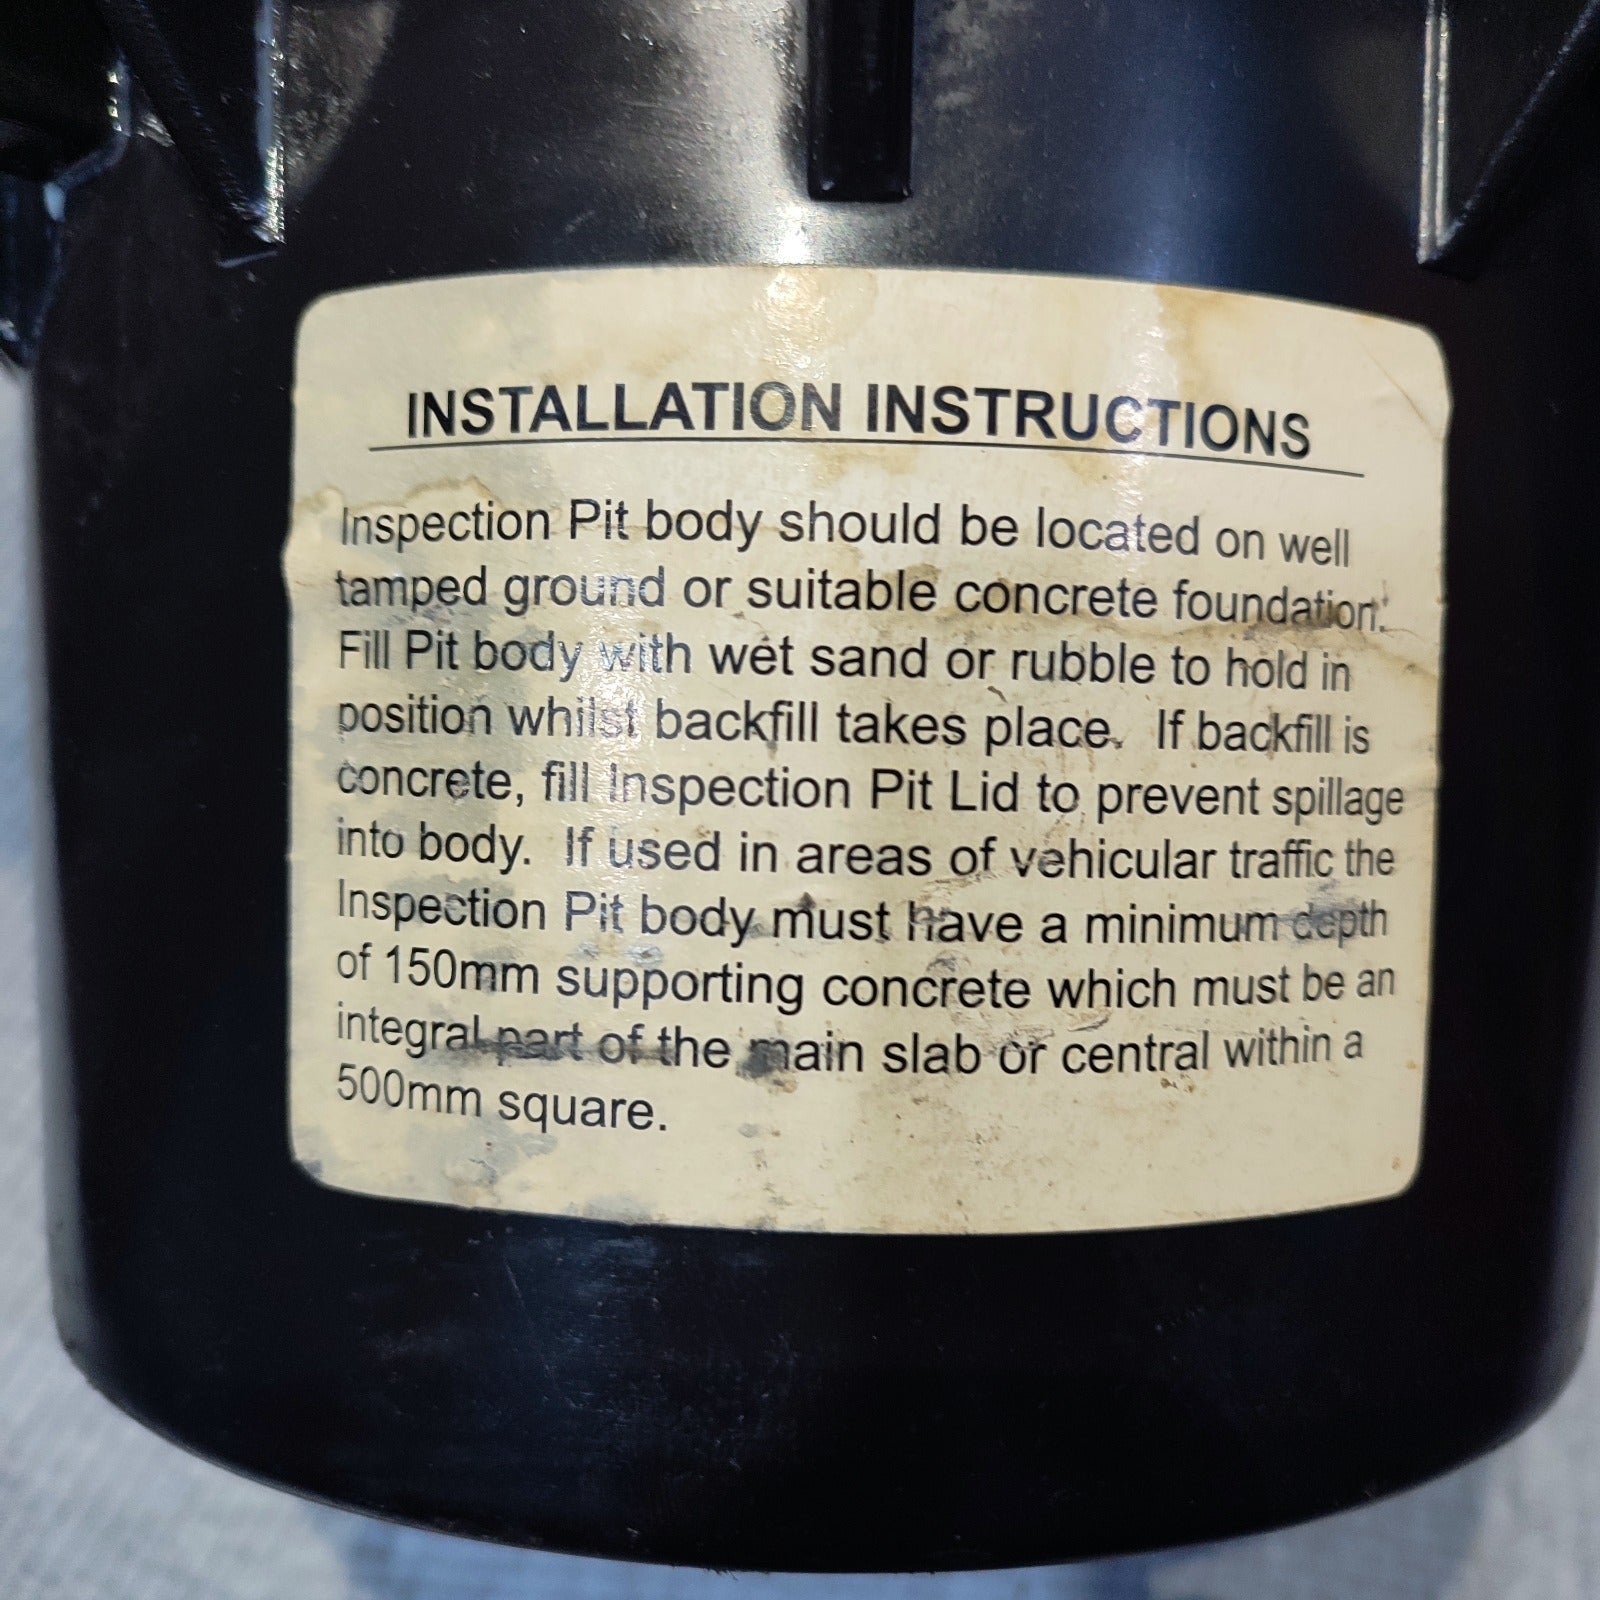 INSTALLATION INSTRUCTIONS
Inspection Pit body should be located on well
tamped ground or suitable concrete foundation.
Fill Pit body with wet sand or rubble to hold in
position whilst backfill takes place. If backfill is
concrete, fill Inspection Pit Lid to prevent spillage
into body. If used in areas of vehicular traffic the
Inspection Pit body must have a minimum depth
of 150mm supporting concrete which must be an
integral part of the main slab or central within a
500mm square.